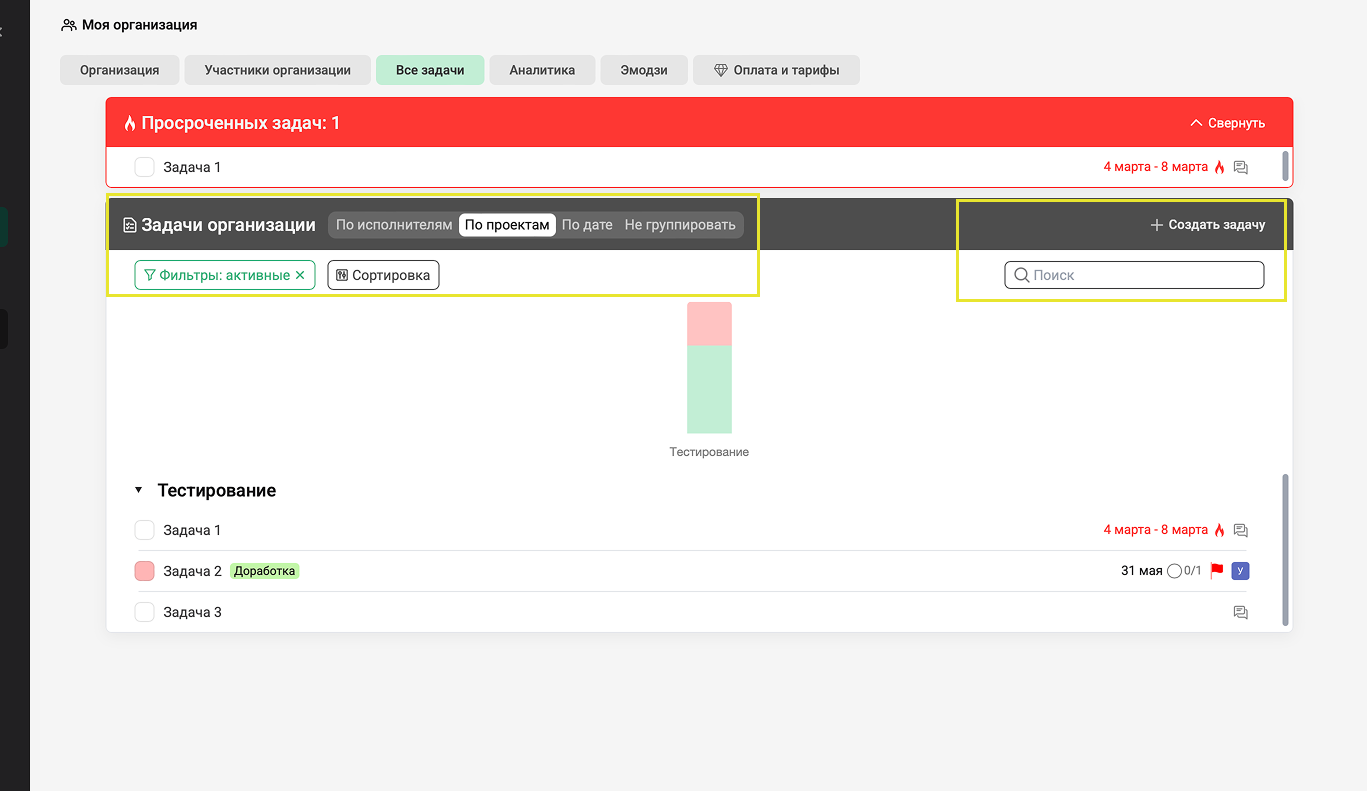 Моя организация
Организация Участники организации Все задачи Аналитика Эмодзи Оплата и тарифы
Просроченных задач: 1 Свернуть
Задача 1 4 марта - 8 марта
Задачи организации По исполнителям По проектам По дате Не группировать + Создать задачу
Фильтры: активные × Сортировка Поиск
Тестирование
Тестирование
Задача 1 4 марта - 8 марта
Задача 2 Доработка 31 мая 0/1 У
Задача 3